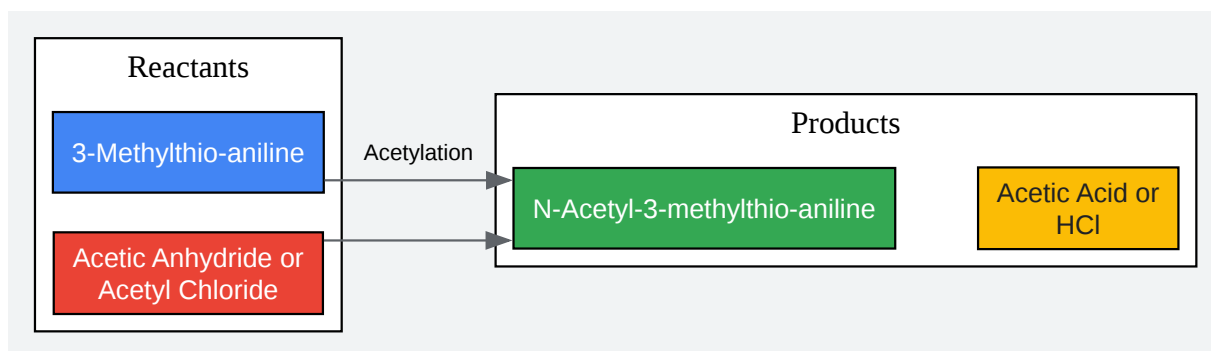 Reactants
3-Methylthio-aniline
Acetic Anhydride or
Acetyl Chloride
Acetylation
Products
N-Acetyl-3-methylthio-aniline
Acetic Acid or
HCl